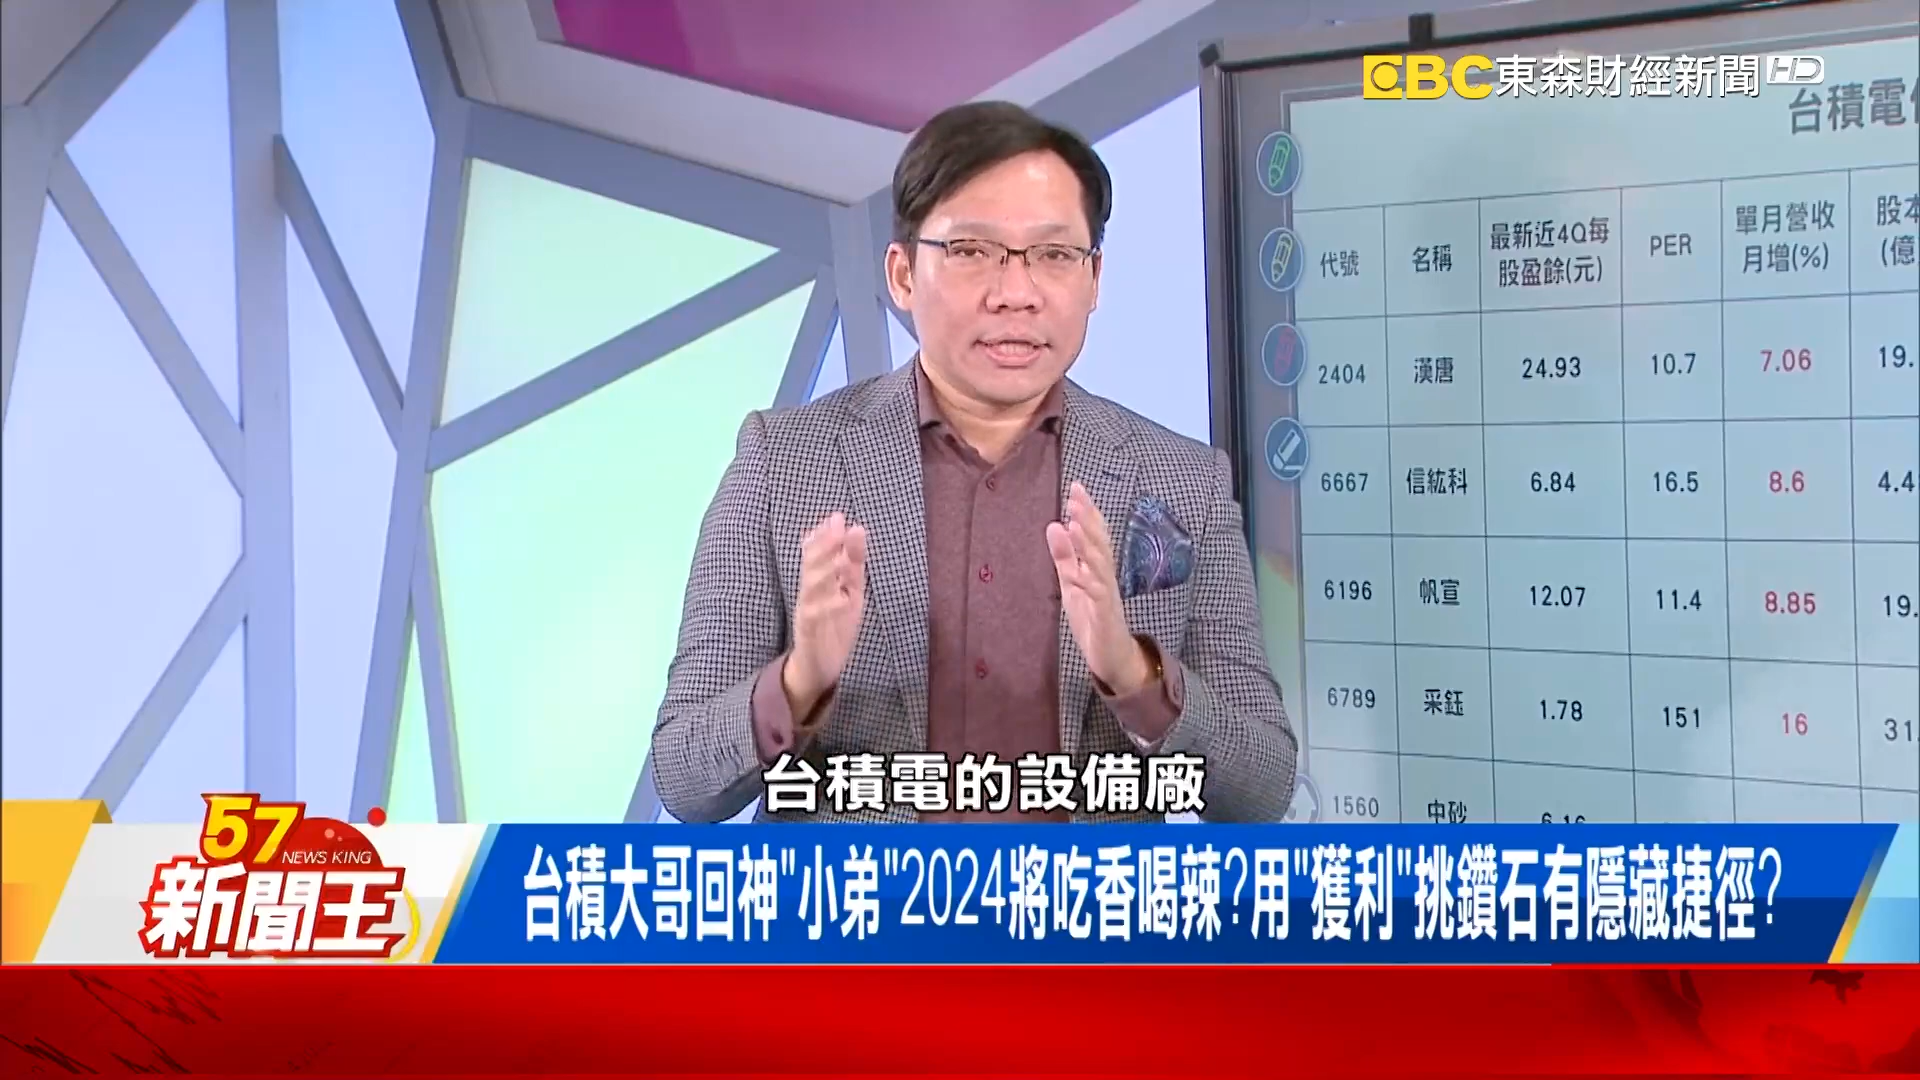 EBC東森財經新聞HD
台積電
代號 名稱 最新近4Q每股盈餘(元) PER 單月營收月增(%) 股本(億
2404 漢唐 24.93 10.7 7.06 19.
6667 信紘科 6.84 16.5 8.6 4.4
6196 帆宣 12.07 11.4 8.85 19.
6789 采鈺 1.78 151 16 31.
1560 中砂 6.16
台積電的設備廠
57
NEWS KING
新聞王
台積大哥回神"小弟"2024將吃香喝辣?用"獲利"挑鑽石有隱藏捷徑?